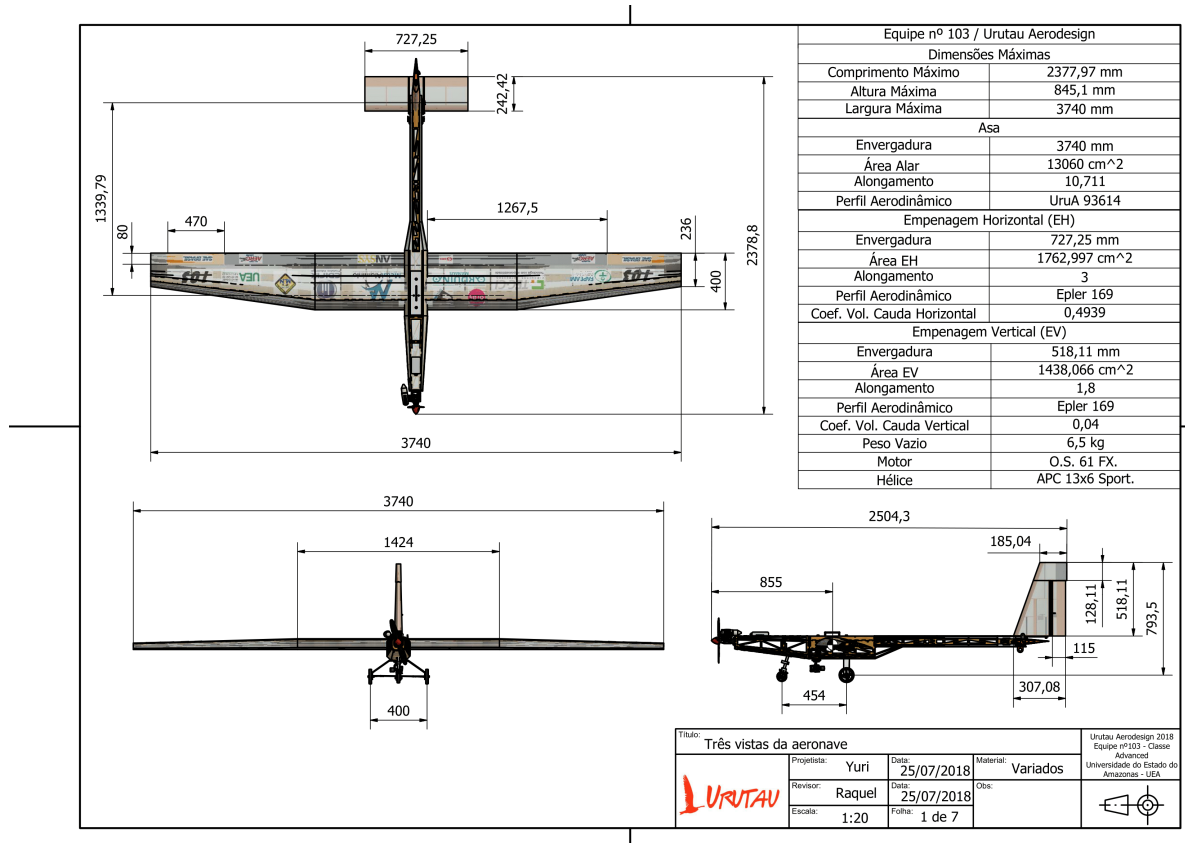 727,25
242,42
1339,79
80
470
1267,5
236
400
2378,8
3740
Equipe nº 103 / Urutau Aerodesign
Dimensões Máximas
Comprimento Máximo 2377,97 mm
Altura Máxima 845,1 mm
Largura Máxima 3740 mm
Asa
Envergadura 3740 mm
Área Alar 13060 cm^2
Alongamento 10,711
Perfil Aerodinâmico UruA 93614
Empenagem Horizontal (EH)
Envergadura 727,25 mm
Área EH 1762,997 cm^2
Alongamento 3
Perfil Aerodinâmico Epler 169
Coef. Vol. Cauda Horizontal 0,4939
Empenagem Vertical (EV)
Envergadura 518,11 mm
Área EV 1438,066 cm^2
Alongamento 1,8
Perfil Aerodinâmico Epler 169
Coef. Vol. Cauda Vertical 0,04
Peso Vazio 6,5 kg
Motor O.S. 61 FX.
Hélice APC 13x6 Sport.
3740
1424
400
2504,3
185,04
855
128,11
518,11
793,5
115
307,08
454
Título:
Três vistas da aeronave
URUTAU
Projetista: Yuri
Data: 25/07/2018
Material: Variados
Revisor: Raquel
Data: 25/07/2018
Obs:
Escala: 1:20
Folha: 1 de 7
Urutau Aerodesign 2018
Equipe nº103 - Classe
Advanced
Universidade do Estado do
Amazonas - UEA